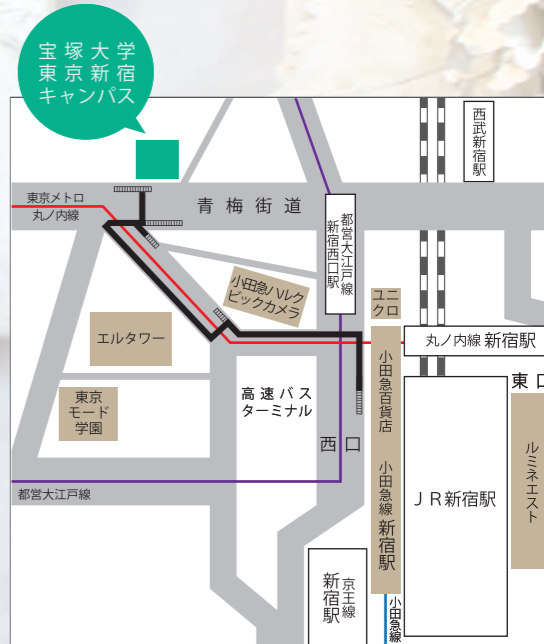 宝塚大学
東京新宿
キャンパス
西武新宿駅
東京メトロ
丸ノ内線
青梅街道
都営大江戸線
新宿西口駅
小田急ハルク
ビックカメラ
ユニ
クロ
エルタワー
丸ノ内線 新宿駅
小田急百貨店
東京
モード
学園
高速バス
ターミナル
東口
西口
ルミネエスト
小田急線 新宿駅
JR新宿駅
都営大江戸線
京王線
新宿駅
小田急線